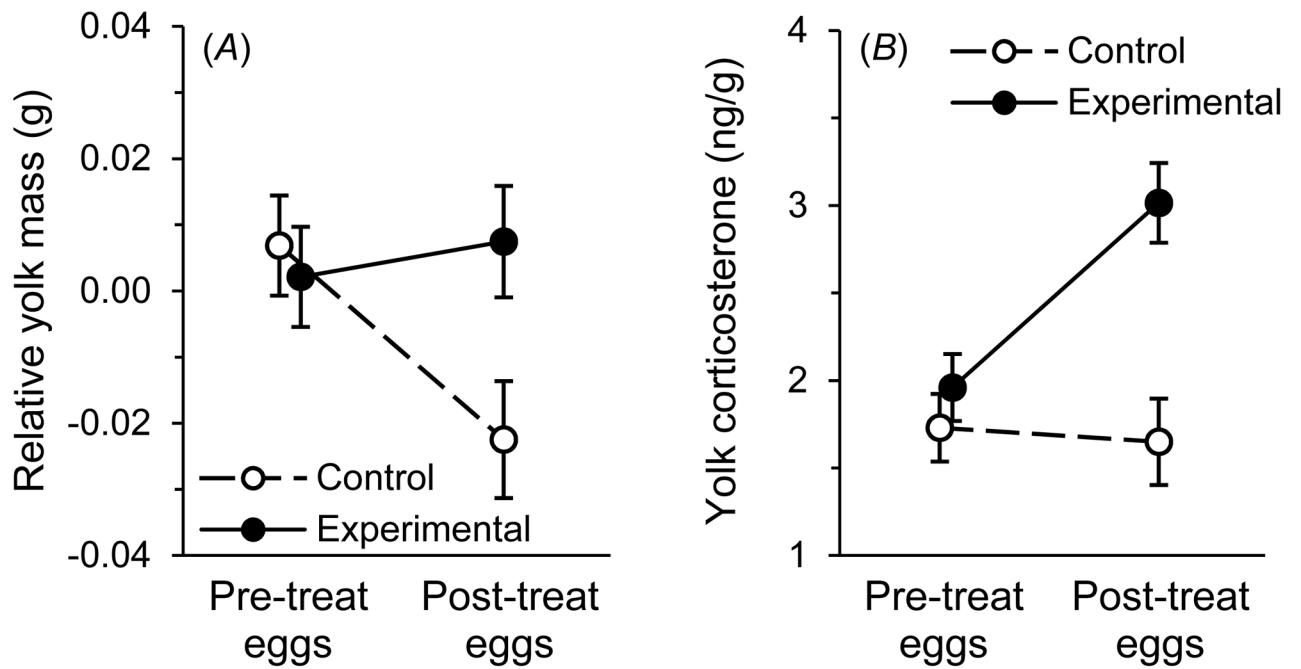 (A)
Relative yolk mass (g)
0.04
0.02
0.00
-0.02
-0.04
Control
Experimental
Pre-treat
eggs
Post-treat
eggs
(B)
Yolk corticosterone (ng/g)
4
3
2
1
Control
Experimental
Pre-treat
eggs
Post-treat
eggs